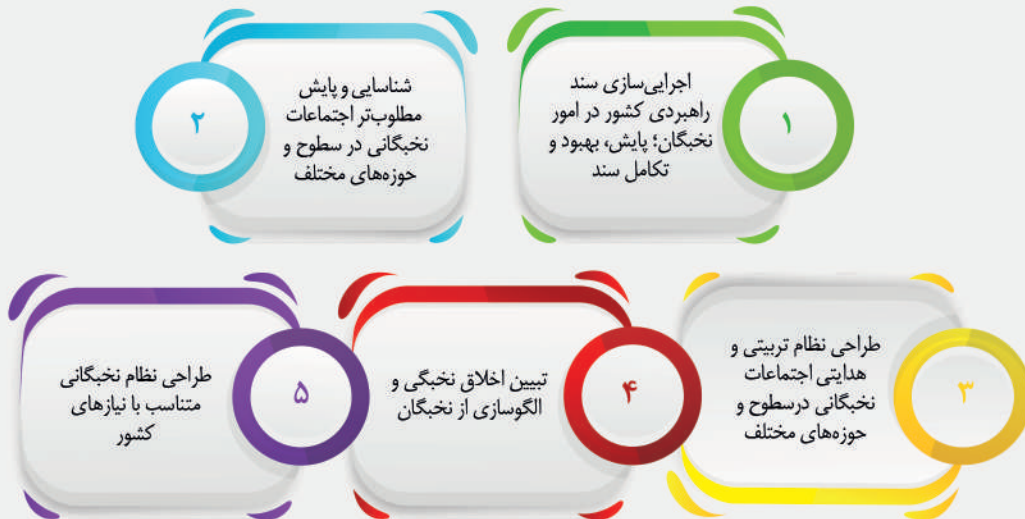 ۱
اجرایی‌سازی سند
راهبردی کشور در امور
نخبگان؛ پایش، بهبود و
تکامل سند
۲
شناسایی و پایش
مطلوب‌تر اجتماعات
نخبگانی در سطوح و
حوزه‌های مختلف
۳
طراحی نظام تربیتی و
هدایتی اجتماعات
نخبگانی درسطوح و
حوزه‌های مختلف
۴
تبیین اخلاق نخبگی و
الگوسازی از نخبگان
۵
طراحی نظام نخبگانی
متناسب با نیازهای
کشور